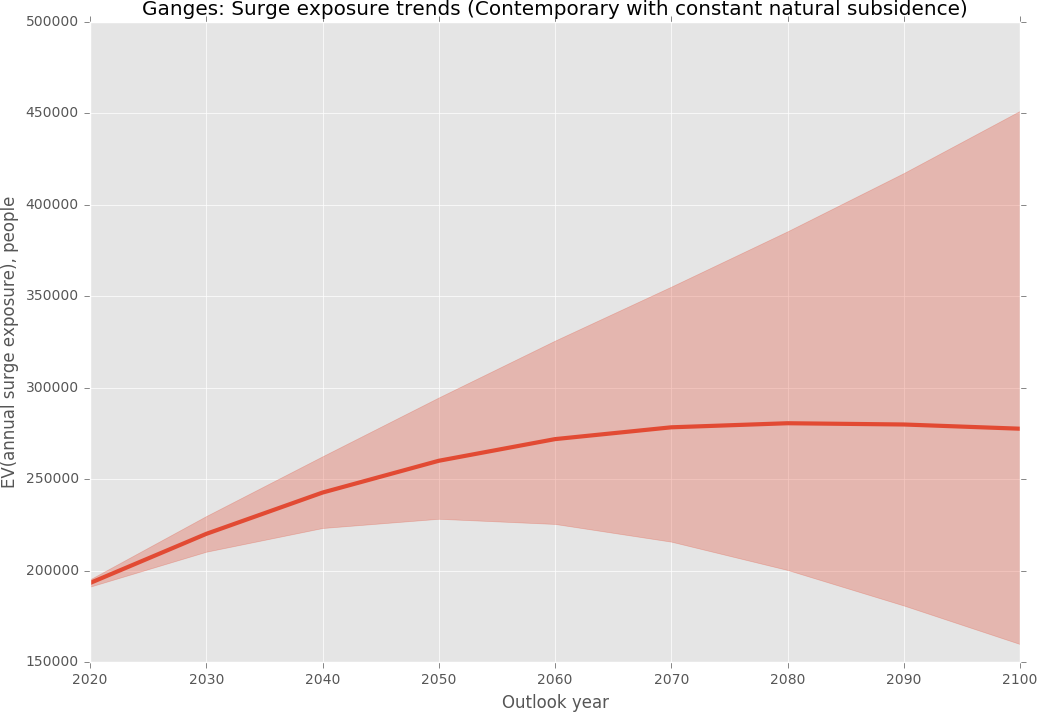 Ganges: Surge exposure trends (Contemporary with constant natural subsidence)
500000
450000
400000
350000
300000
250000
200000
150000
EV(annual surge exposure), people
2020 2030 2040 2050 2060 2070 2080 2090 2100
Outlook year